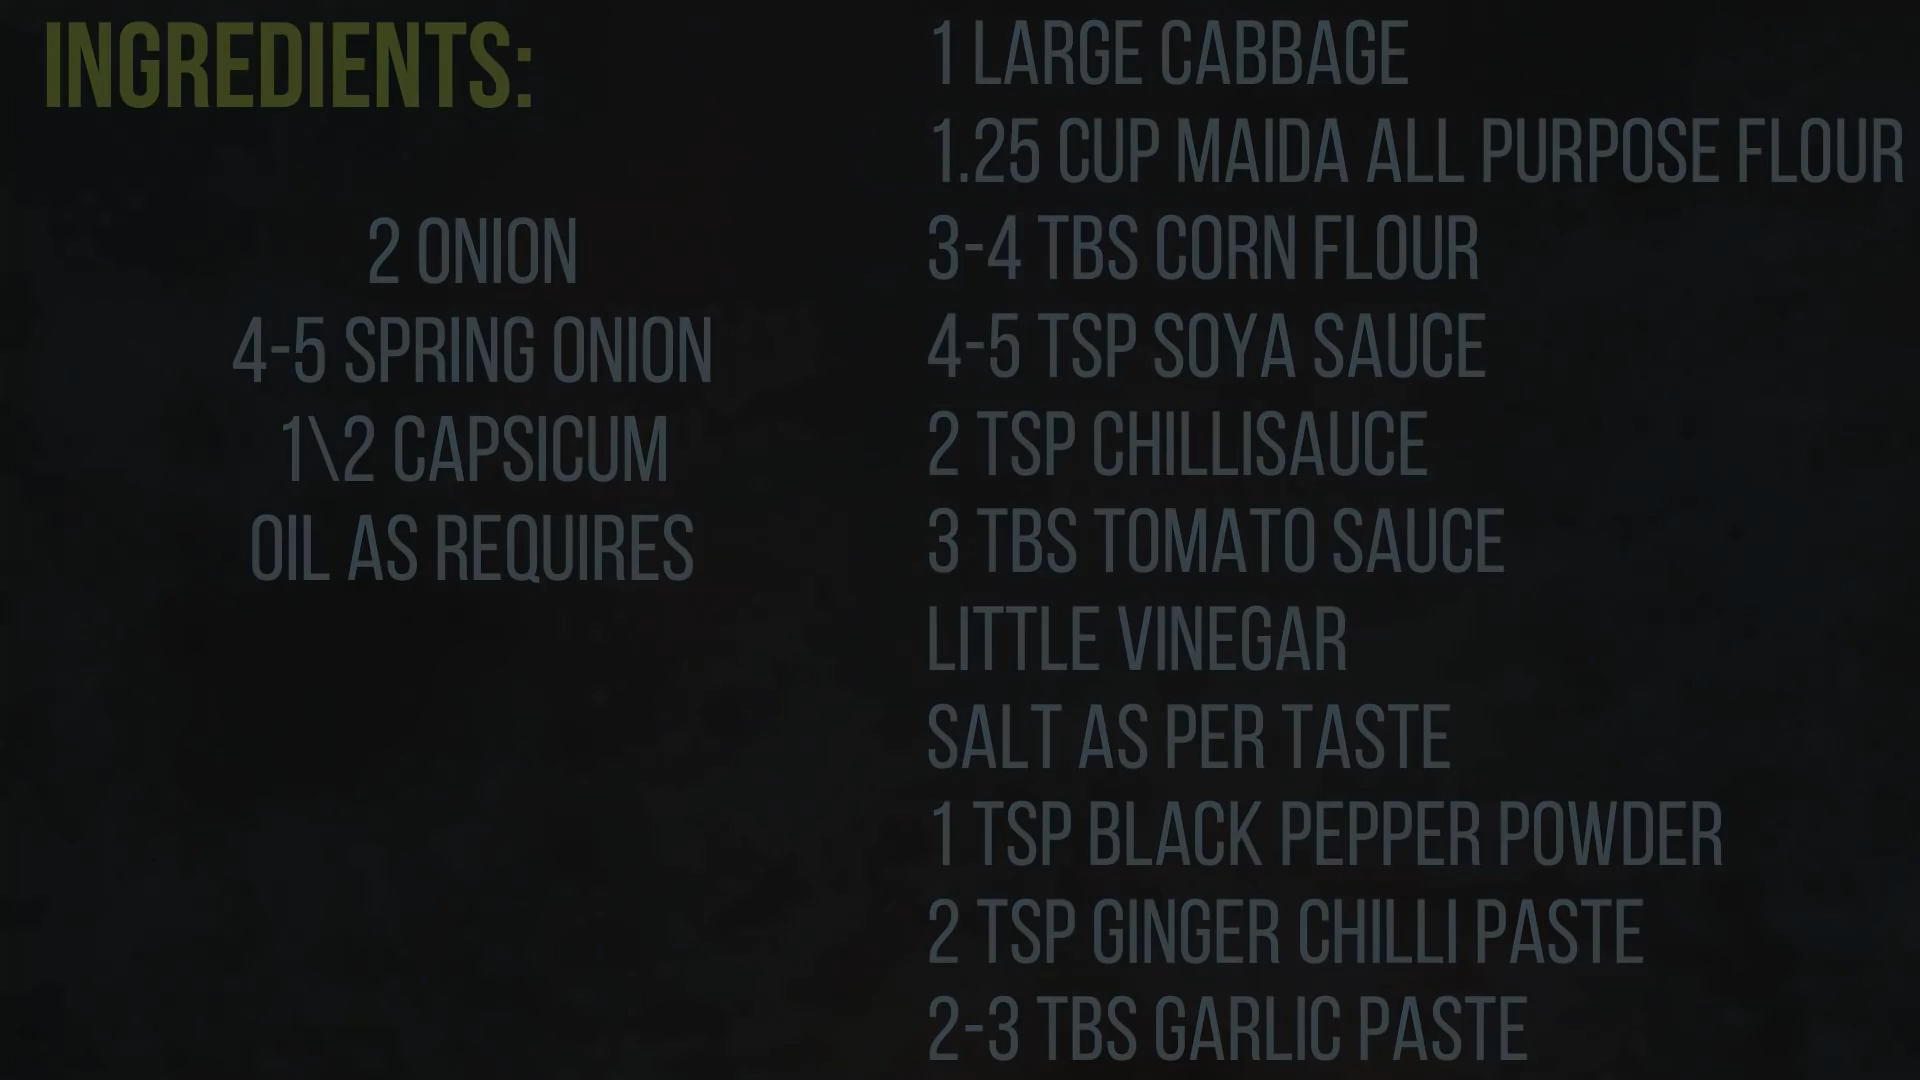 INGREDIENTS:
2 ONION
4-5 SPRING ONION
1\2 CAPSICUM
OIL AS REQUIRES
1 LARGE CABBAGE
1.25 CUP MAIDA ALL PURPOSE FLOUR
3-4 TBS CORN FLOUR
4-5 TSP SOYA SAUCE
2 TSP CHILLISAUCE
3 TBS TOMATO SAUCE
LITTLE VINEGAR
SALT AS PER TASTE
1 TSP BLACK PEPPER POWDER
2 TSP GINGER CHILLI PASTE
2-3 TBS GARLIC PASTE